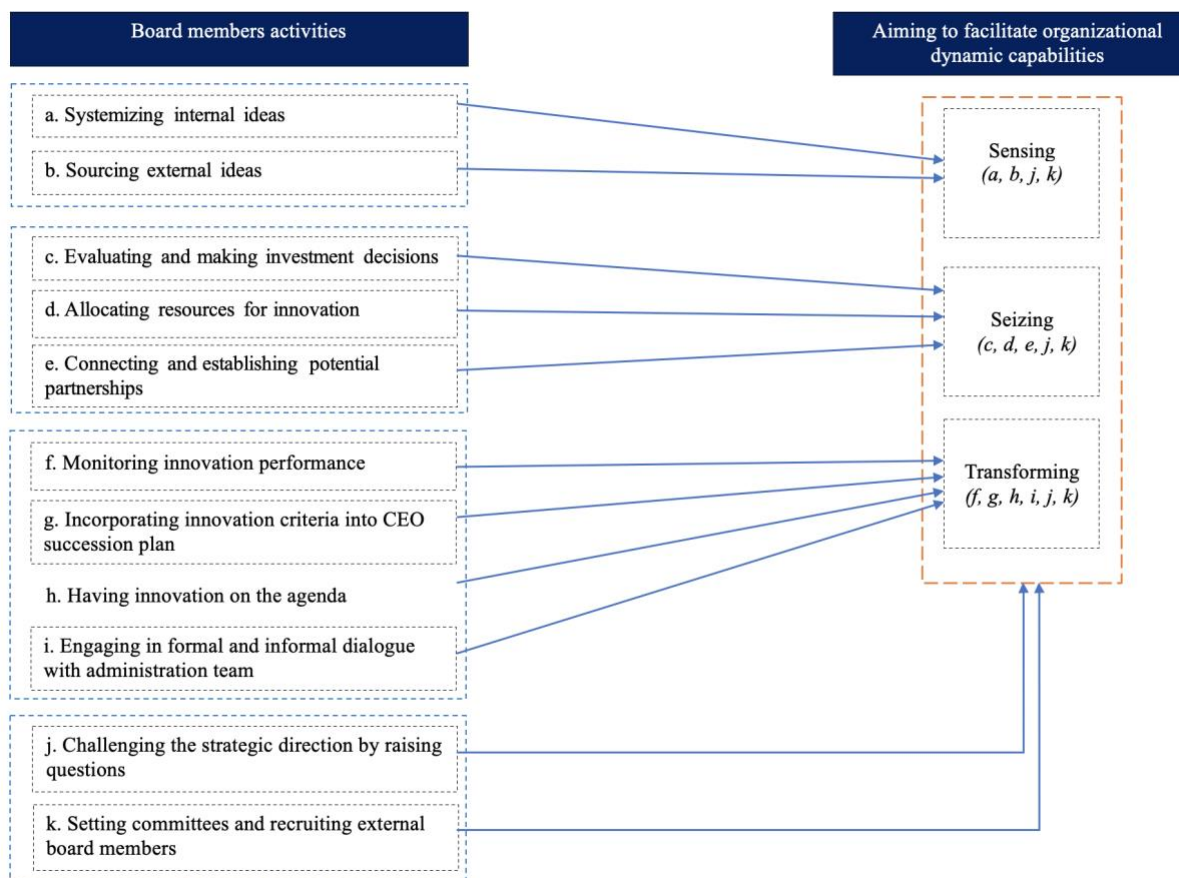 Board members activities
Aiming to facilitate organizational
dynamic capabilities
a. Systemizing internal ideas
b. Sourcing external ideas
c. Evaluating and making investment decisions
d. Allocating resources for innovation
e. Connecting and establishing potential
partnerships
f. Monitoring innovation performance
g. Incorporating innovation criteria into CEO
succession plan
h. Having innovation on the agenda
i. Engaging in formal and informal dialogue
with administration team
j. Challenging the strategic direction by raising
questions
k. Setting committees and recruiting external
board members
Sensing
(a, b, j, k)
Seizing
(c, d, e, j, k)
Transforming
(f, g, h, i, j, k)